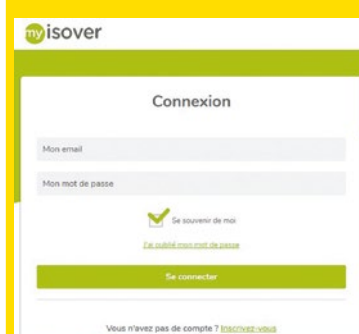 myisover
Connexion
Mon email
Mon mot de passe
Se souvenir de moi
J'ai oublié mon mot de passe
Se connecter
Vous n'avez pas de compte ? Inscrivez-vous